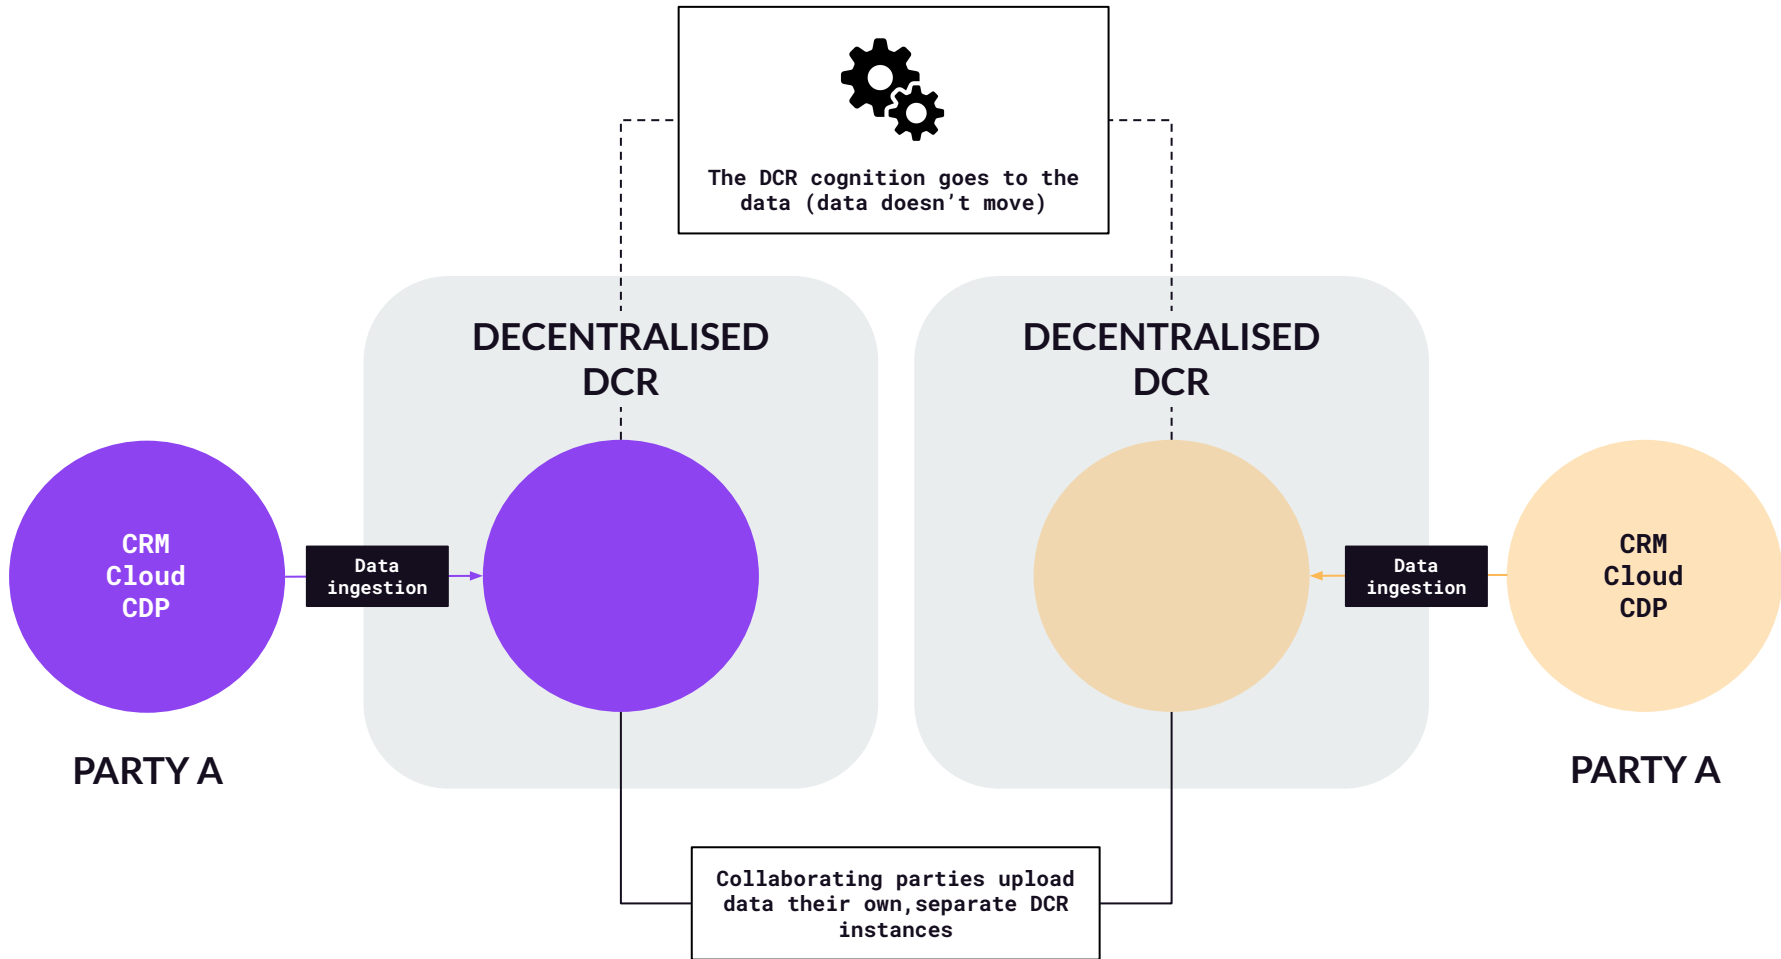 The DCR cognition goes to the
data (data doesn’t move)
DECENTRALISED
DCR
DECENTRALISED
DCR
CRM
Cloud
CDP
Data
ingestion
Data
ingestion
CRM
Cloud
CDP
PARTY A
PARTY A
Collaborating parties upload
data their own,separate DCR
instances